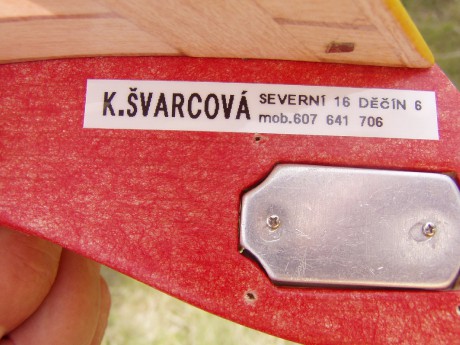 K.ŠVARCOVÁ
SEVERNÍ 16 DĚČÍN 6
mob.607 641 706